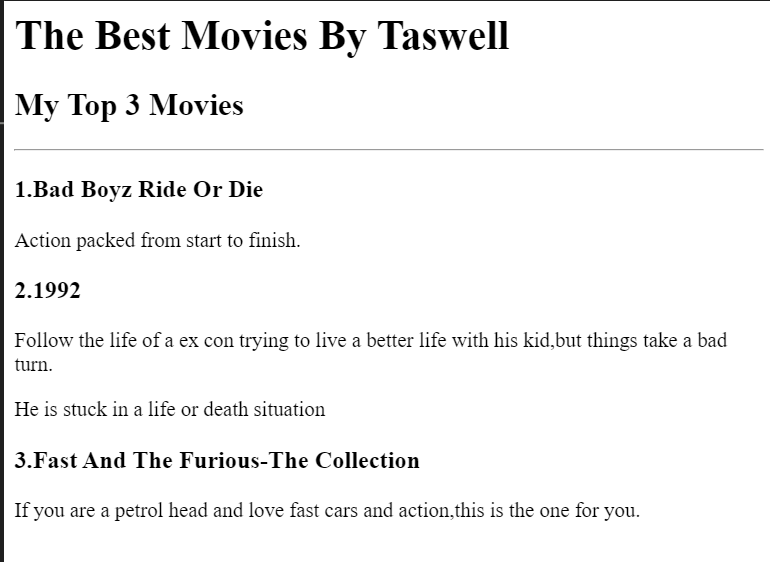 The Best Movies By Taswell
My Top 3 Movies
1.Bad Boyz Ride Or Die
Action packed from start to finish.
2.1992
Follow the life of a ex con trying to live a better life with his kid,but things take a bad
turn.
He is stuck in a life or death situation
3.Fast And The Furious-The Collection
If you are a petrol head and love fast cars and action,this is the one for you.